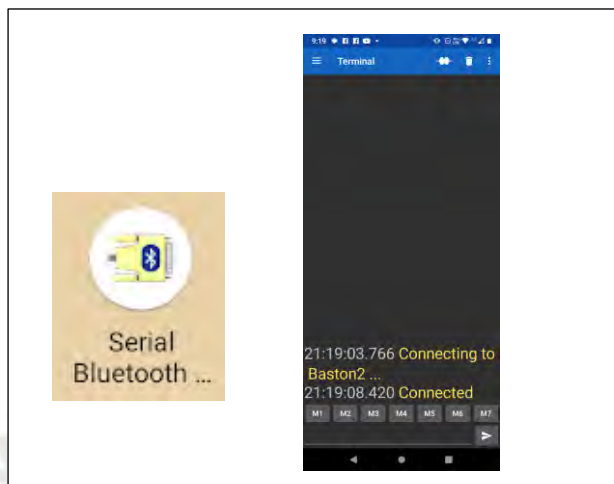 Serial
Bluetooth ...
9:19
Terminal
21:19:03.766 Connecting to
Baston2 ...
21:19:08.420 Connected
M1 M2 M3 M4 M5 M6 M7